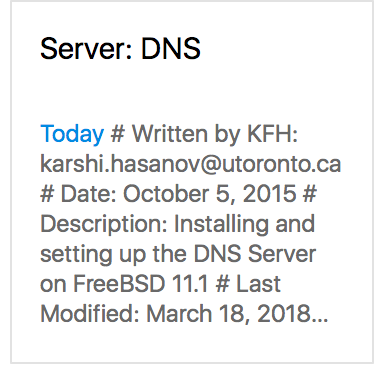 Server: DNS
Today # Written by KFH:
karshi.hasanov@utoronto.ca
# Date: October 5, 2015 #
Description: Installing and
setting up the DNS Server
on FreeBSD 11.1 # Last
Modified: March 18, 2018...